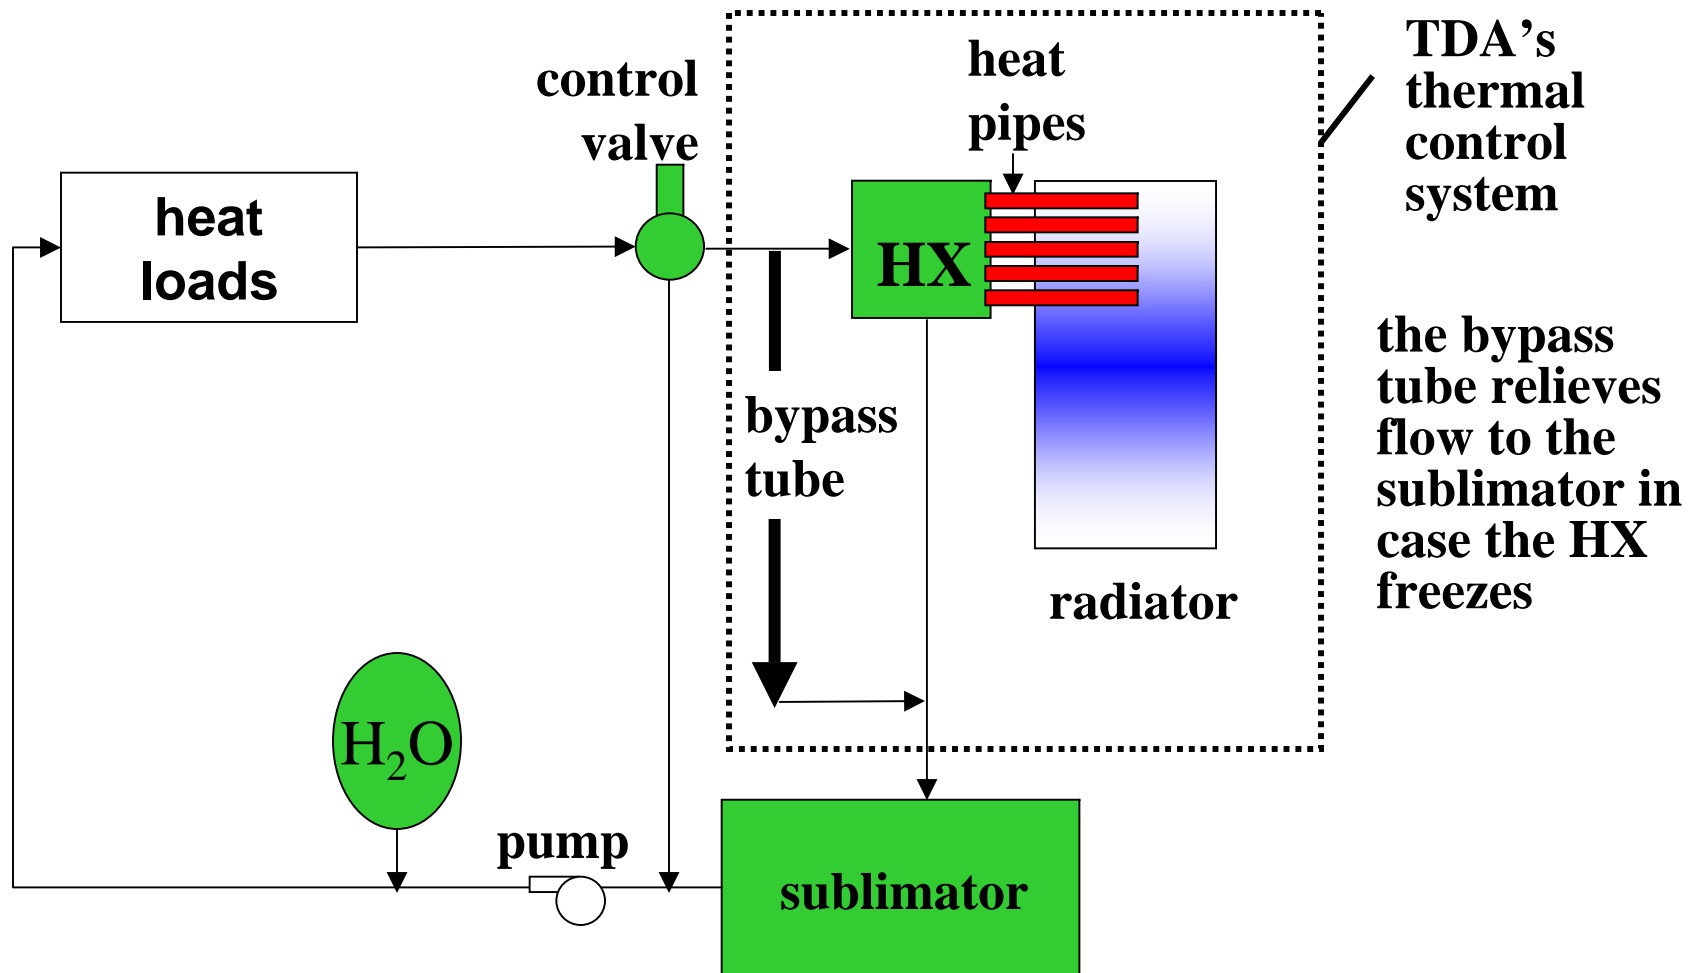 control
valve
heat
pipes
TDA’s
thermal
control
system
heat
loads
HX
bypass
tube
the bypass
tube relieves
flow to the
sublimator in
case the HX
freezes
radiator
H₂O
pump
sublimator